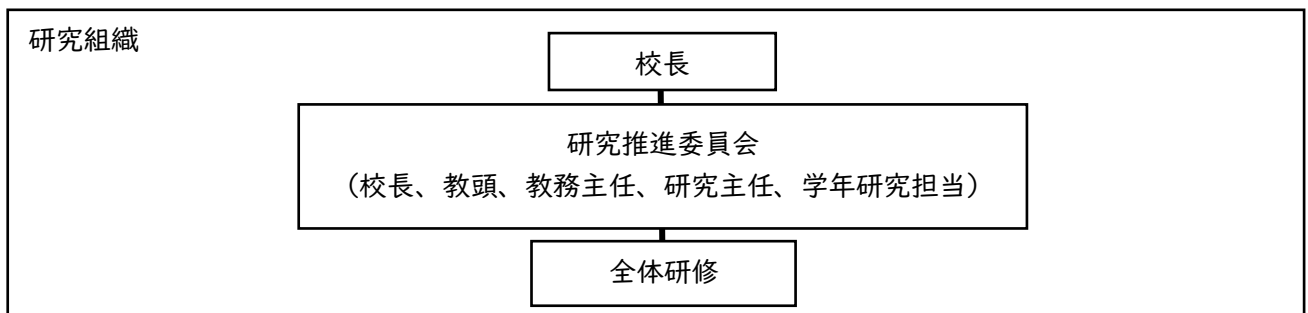 研究組織
校長
研究推進委員会
（校長、教頭、教務主任、研究主任、学年研究担当）
全体研修